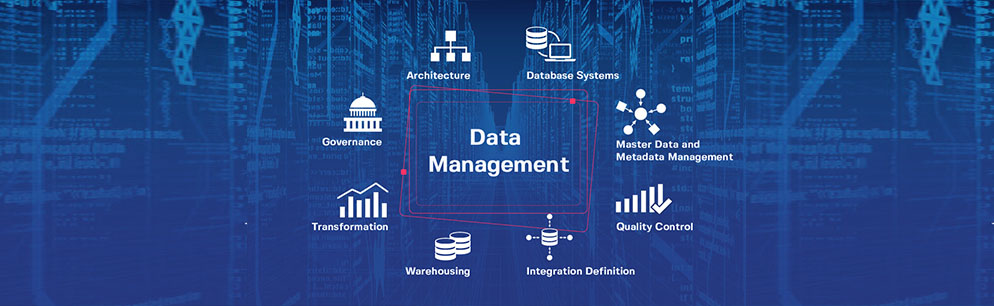 Architecture
Database Systems
Governance
Data
Management
Master Data and
Metadata Management
Transformation
Quality Control
Warehousing
Integration Definition